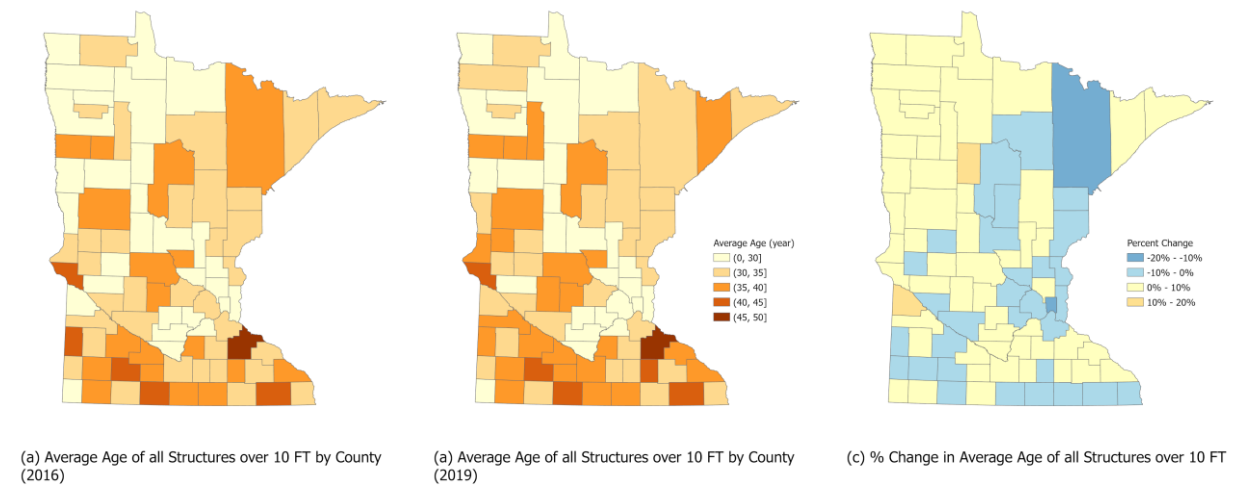 Average Age (year)
(0, 30]
(30, 35]
(35, 40]
(40, 45]
(45, 50]
Percent Change
-20% - -10%
-10% - 0%
0% - 10%
10% - 20%
(a) Average Age of all Structures over 10 FT by County
(2016)
(a) Average Age of all Structures over 10 FT by County
(2019)
(c) % Change in Average Age of all Structures over 10 FT